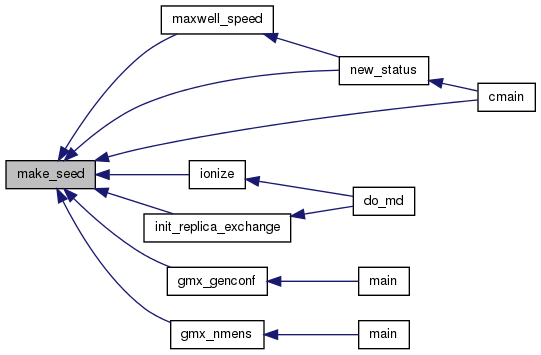 maxwell_speed
new_status
cmain
make_seed
ionize
do_md
init_replica_exchange
gmx_genconf
main
gmx_nmens
main